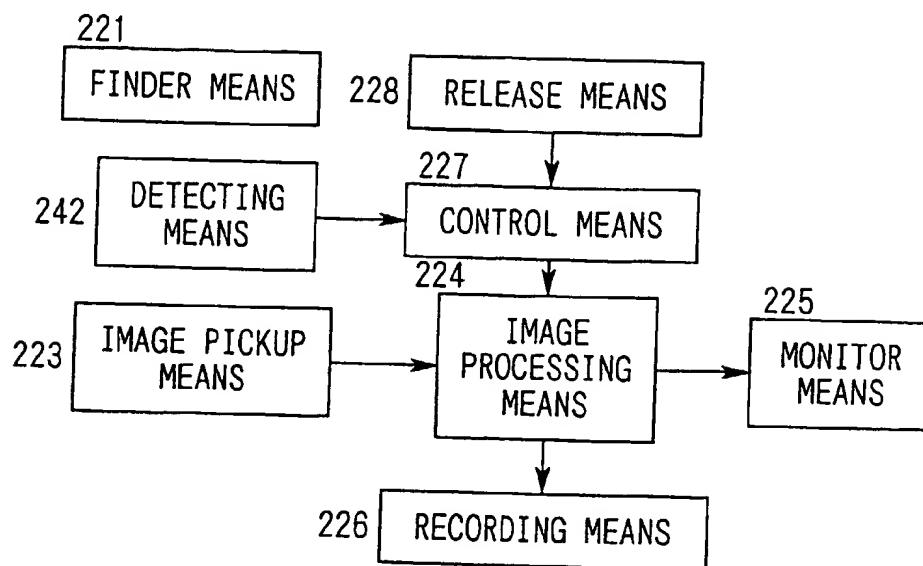 221
FINDER MEANS
228
RELEASE MEANS
227
242
DETECTING
MEANS
CONTROL MEANS
224
223
IMAGE PICKUP
MEANS
IMAGE
PROCESSING
MEANS
225
MONITOR
MEANS
226
RECORDING MEANS